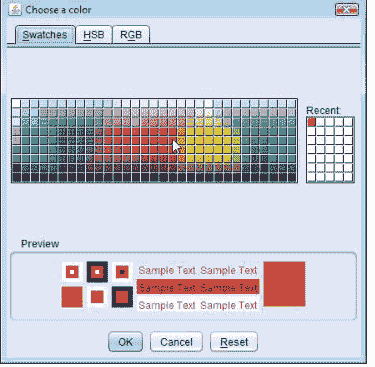 Choose a color
Swatches HSB RGB
Recent:
Preview
Sample Text Sample Text
Sample Text Sample Text
Sample Text Sample Text
OK Cancel Reset